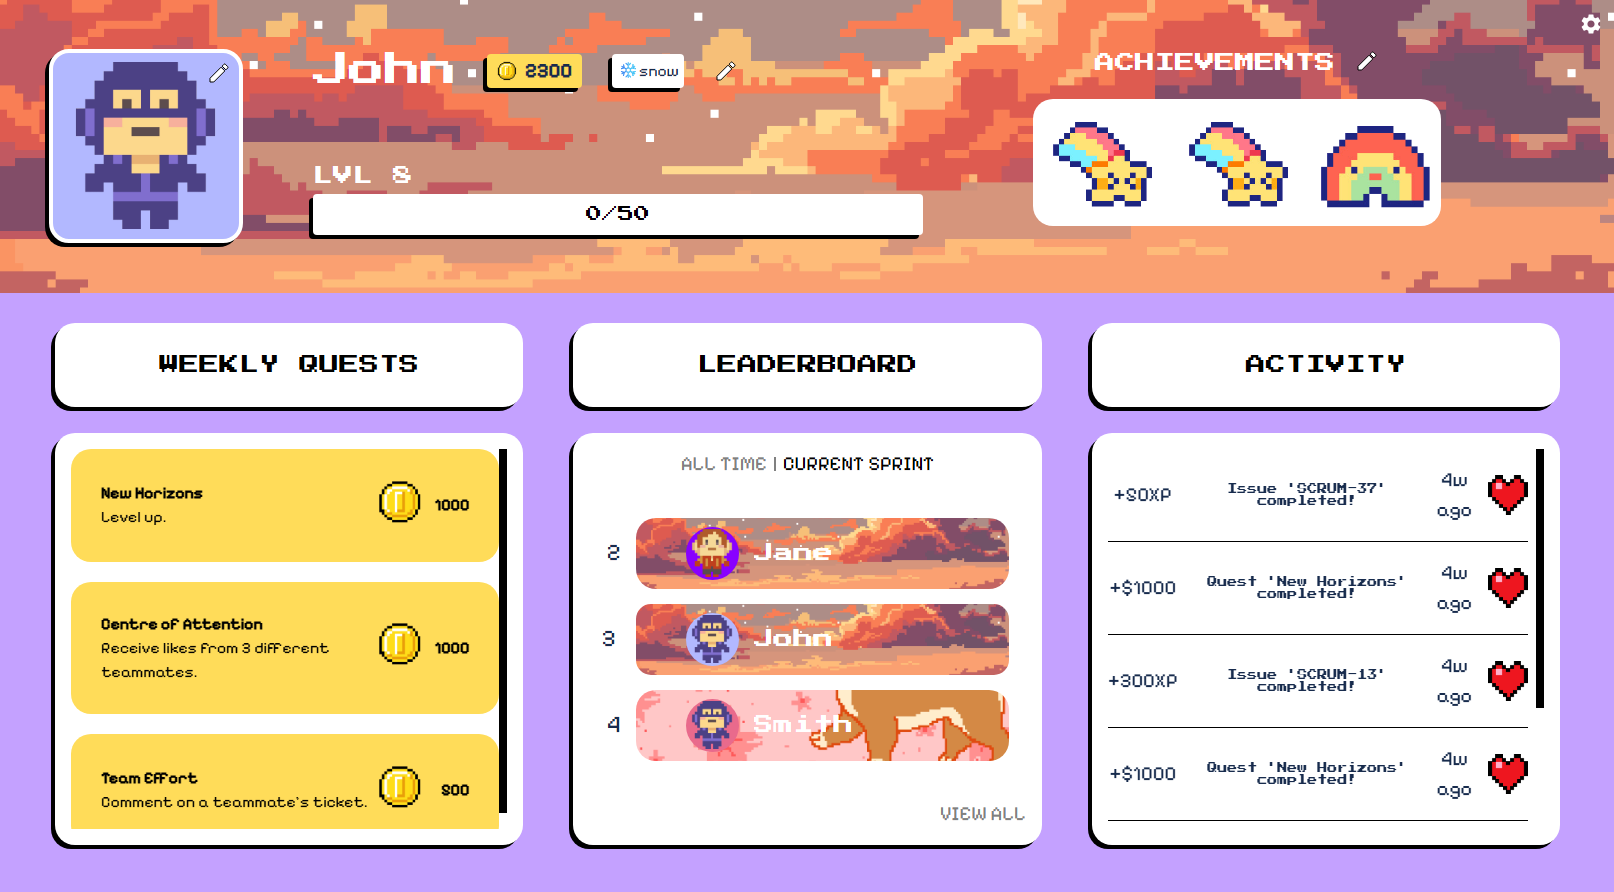 John
2300
snow
ACHIEVEMENTS
LVL 8
0/50
WEEKLY QUESTS
New Horizons
Level up.
1000
Centre of Attention
Receive likes from 3 different
teammates.
1000
Team Effort
Comment on a teammate's ticket.
800
LEADERBOARD
ALL TIME | CURRENT SPRINT
2 Jane
3 John
4 Smith
VIEW ALL
ACTIVITY
+80XP
Issue 'SCRUM-37'
completed!
4w
ago
+$1000
Quest 'New Horizons'
completed!
4w
ago
+300XP
Issue 'SCRUM-13'
completed!
4w
ago
+$1000
Quest 'New Horizons'
completed!
4w
ago